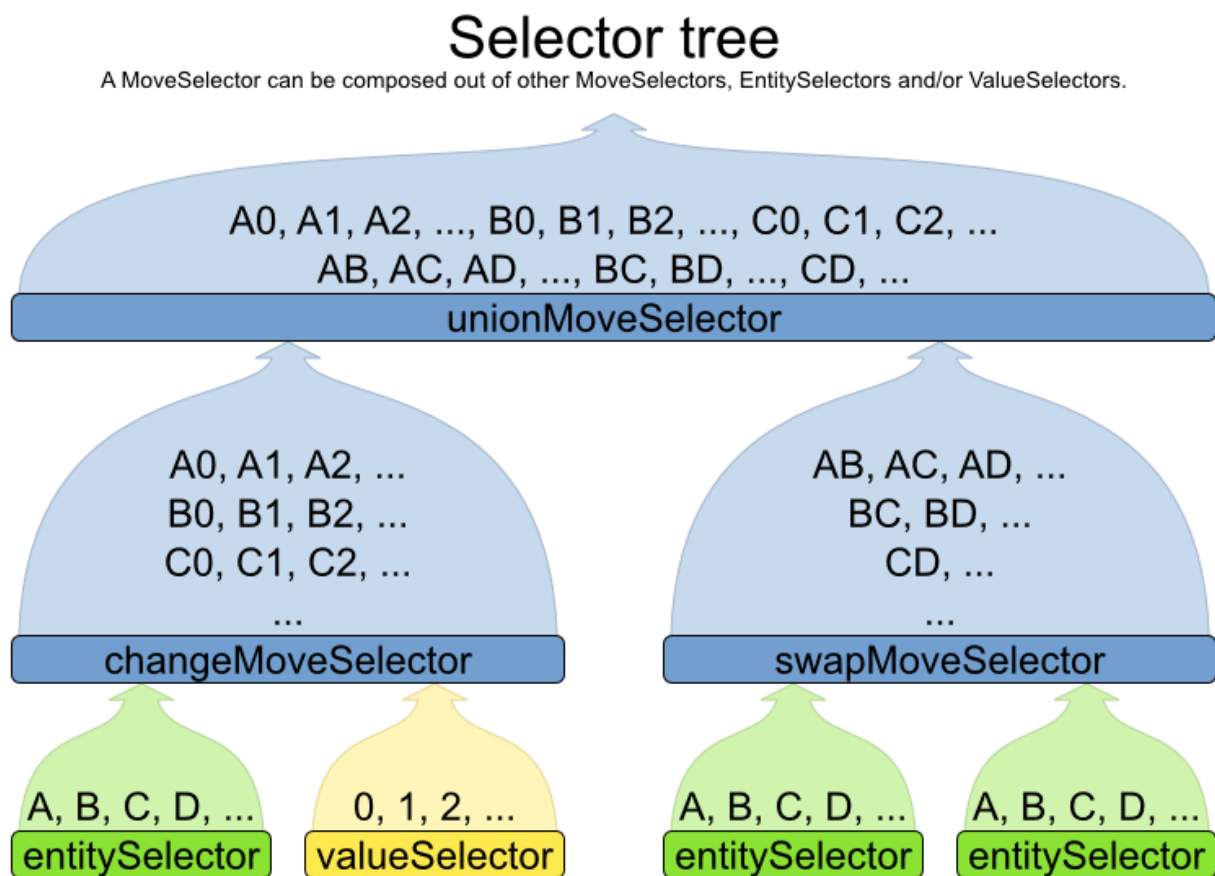 Selector tree
A MoveSelector can be composed out of other MoveSelectors, EntitySelectors and/or ValueSelectors.
A0, A1, A2, ..., B0, B1, B2, ..., C0, C1, C2, ...
AB, AC, AD, ..., BC, BD, ..., CD, ...
unionMoveSelector
A0, A1, A2, ...
B0, B1, B2, ...
C0, C1, C2, ...
...
changeMoveSelector
AB, AC, AD, ...
BC, BD, ...
CD, ...
...
swapMoveSelector
A, B, C, D, ...
entitySelector
0, 1, 2, ...
valueSelector
A, B, C, D, ...
entitySelector
A, B, C, D, ...
entitySelector